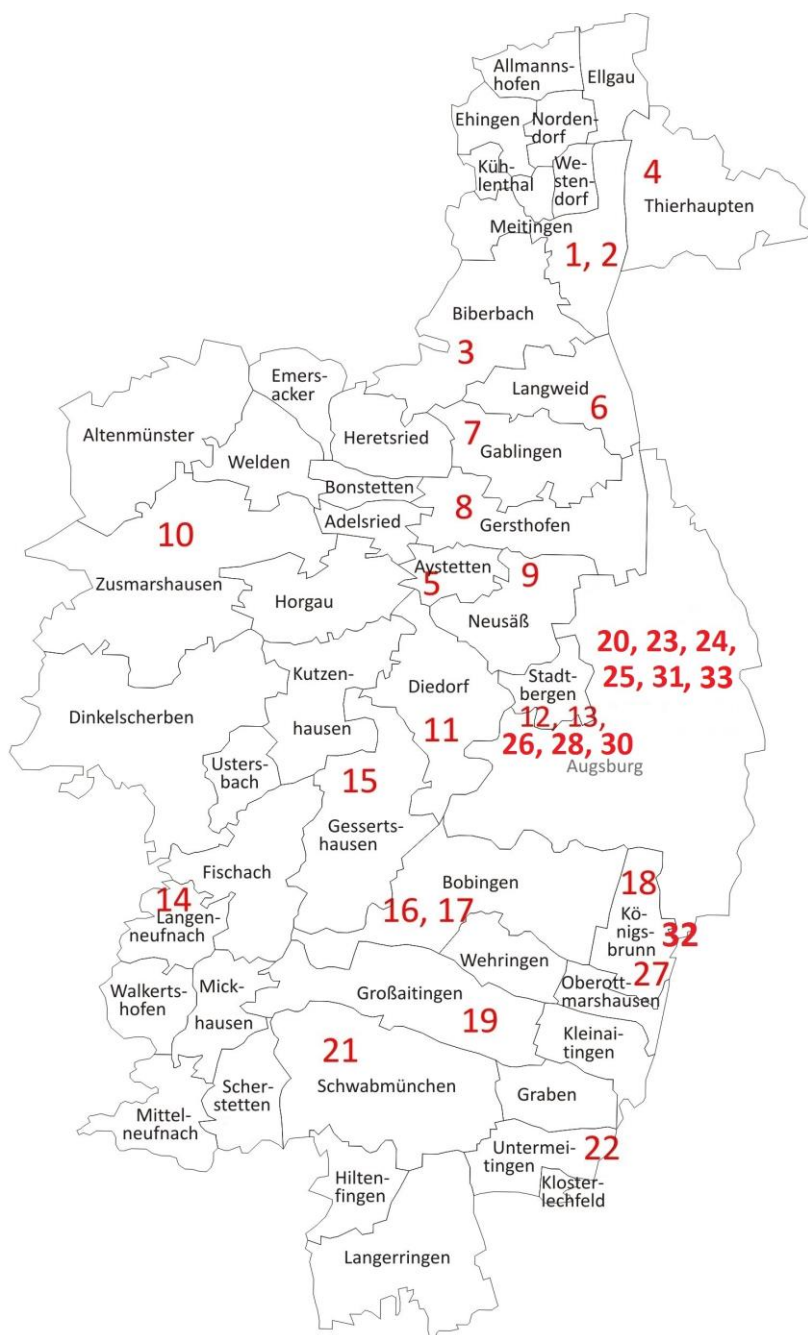 Allmanns-
hofen
Ellgau
Ehingen
Norden-
dorf
Küh-
lenthal
We-
sten-
dorf
4
Thierhaupten
Meitingen
1, 2
Biberbach
3
Emers-
acker
Langweid
6
Altenmünster
Heretsried
7
Gablingen
Welden
Bonstetten
8
Adelsried
Gersthofen
10
Aystetten
5
9
Zusmarshausen
Horgau
Neusäß
20, 23, 24,
25, 31, 33
Kutzen-
hausen
Diedorf
Stadt-
bergen
12, 13,
26, 28, 30
Augsburg
Dinkelscherben
11
Usters-
bach
15
Gesserts-
hausen
Fischach
Bobingen
18
14
Langen-
neufnach
16, 17
Kö-
nigs-
brunn
32
Wehringen
27
Oberott-
marshausen
Walkerts-
hofen
Mick-
hausen
Großaitingen
19
Kleinai-
tingen
21
Scher-
stetten
Schwabmünchen
Graben
Mittel-
neufnach
Untermei-
tingen
22
Hilten-
fingen
Kloster-
lechfeld
Langerringen